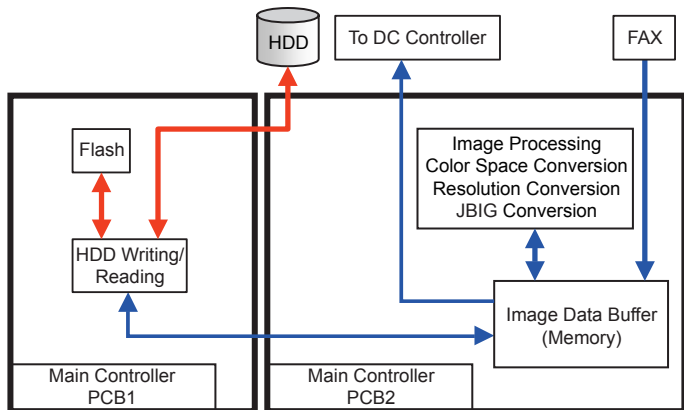 HDD
To DC Controller
FAX
Flash
Image Processing
Color Space Conversion
Resolution Conversion
JBIG Conversion
HDD Writing/
Reading
Image Data Buffer
(Memory)
Main Controller
PCB1
Main Controller
PCB2